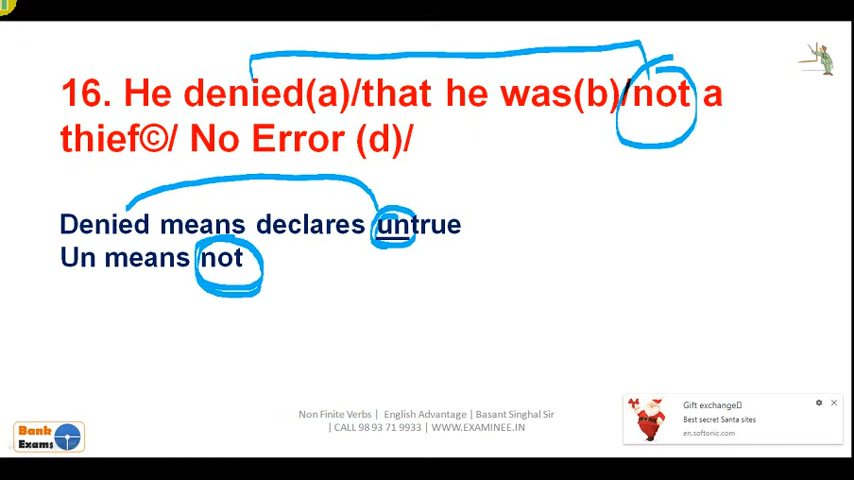 16. He denied(a)/that he was(b)/not a
thief©/ No Error (d)/
Denied means declares untrue
Un means not
Bank
Exams
Non Finite Verbs | English Advantage | Basant Singhal Sir
| CALL 98 93 71 9933 | WWW.EXAMINEE.IN
Gift exchange
Best secret Santa sites
en.softonic.com